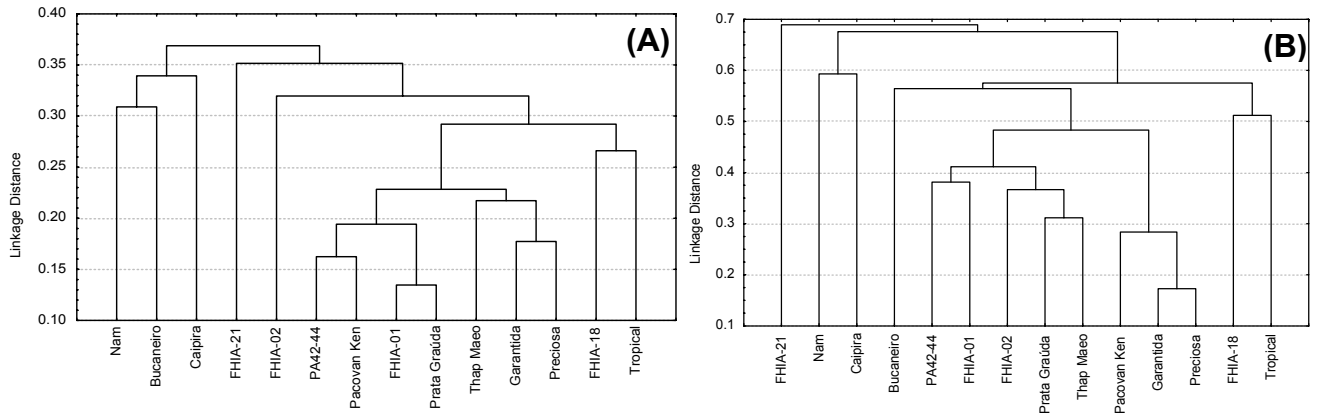 (A)
Linkage Distance
0.40
0.35
0.30
0.25
0.20
0.15
0.10
Nam
Bucaneiro
Caipira
FHIA-21
FHIA-02
PA42-44
Pacovan Ken
FHIA-01
Prata Graúda
Thap Maeo
Garantida
Preciosa
FHIA-18
Tropical
(B)
Linkage Distance
0.7
0.6
0.5
0.4
0.3
0.2
0.1
FHIA-21
Nam
Caipira
Bucaneiro
PA42-44
FHIA-01
FHIA-02
Prata Graúda
Thap Maeo
Pacovan Ken
Garantida
Preciosa
FHIA-18
Tropical